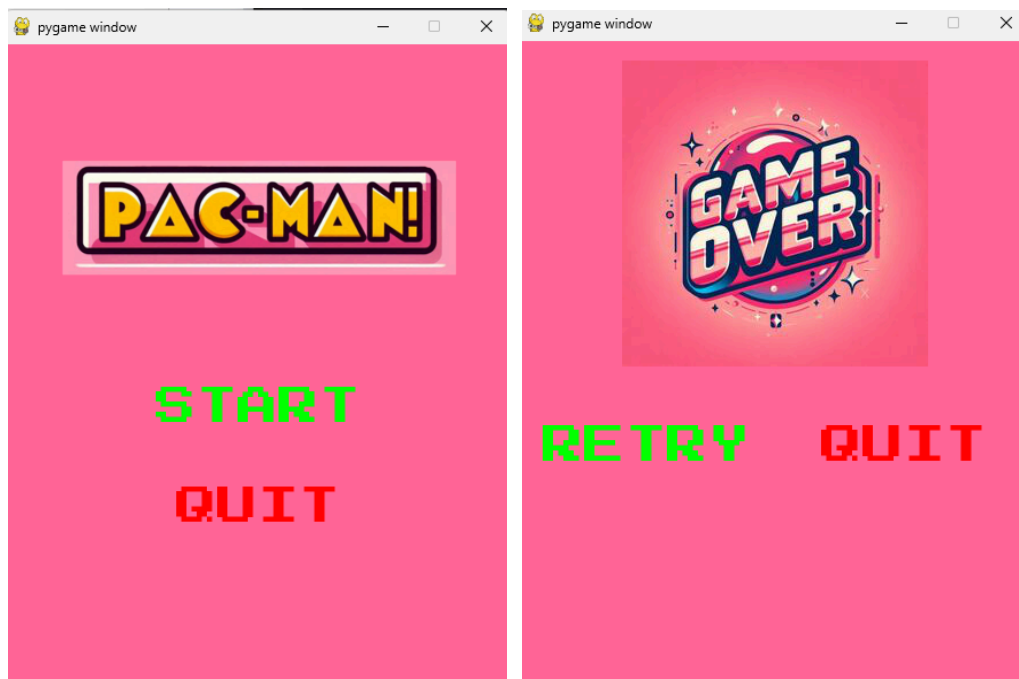 pygame window
PAC-MAN!
START
QUIT
pygame window
GAME
OVER
RETRY QUIT